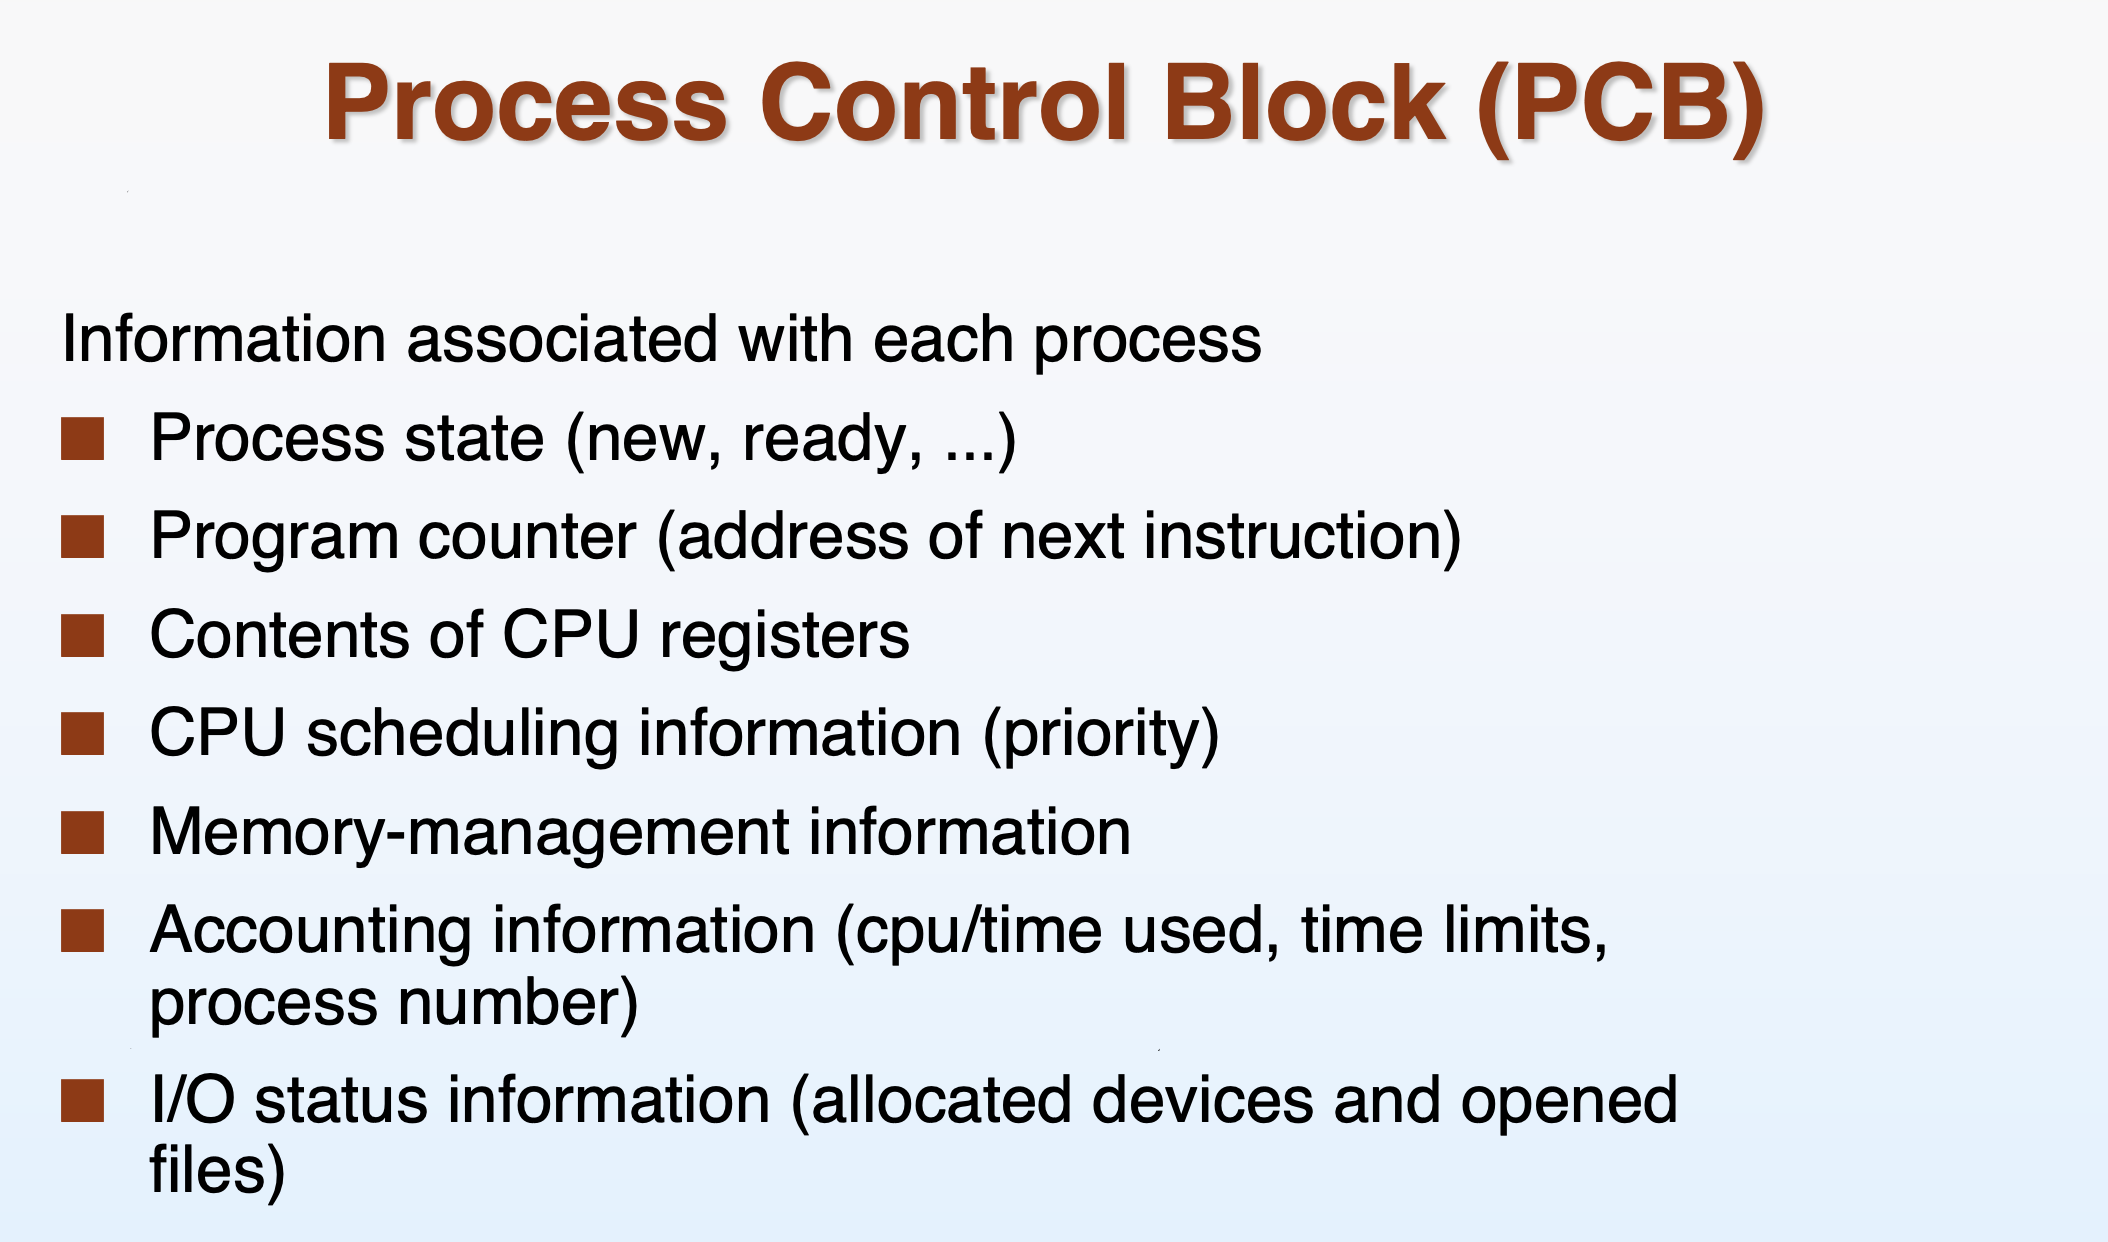 Process Control Block (PCB)
Information associated with each process
Process state (new, ready, ...)
Program counter (address of next instruction)
Contents of CPU registers
CPU scheduling information (priority)
Memory-management information
Accounting information (cpu/time used, time limits,
process number)
I/O status information (allocated devices and opened
files)